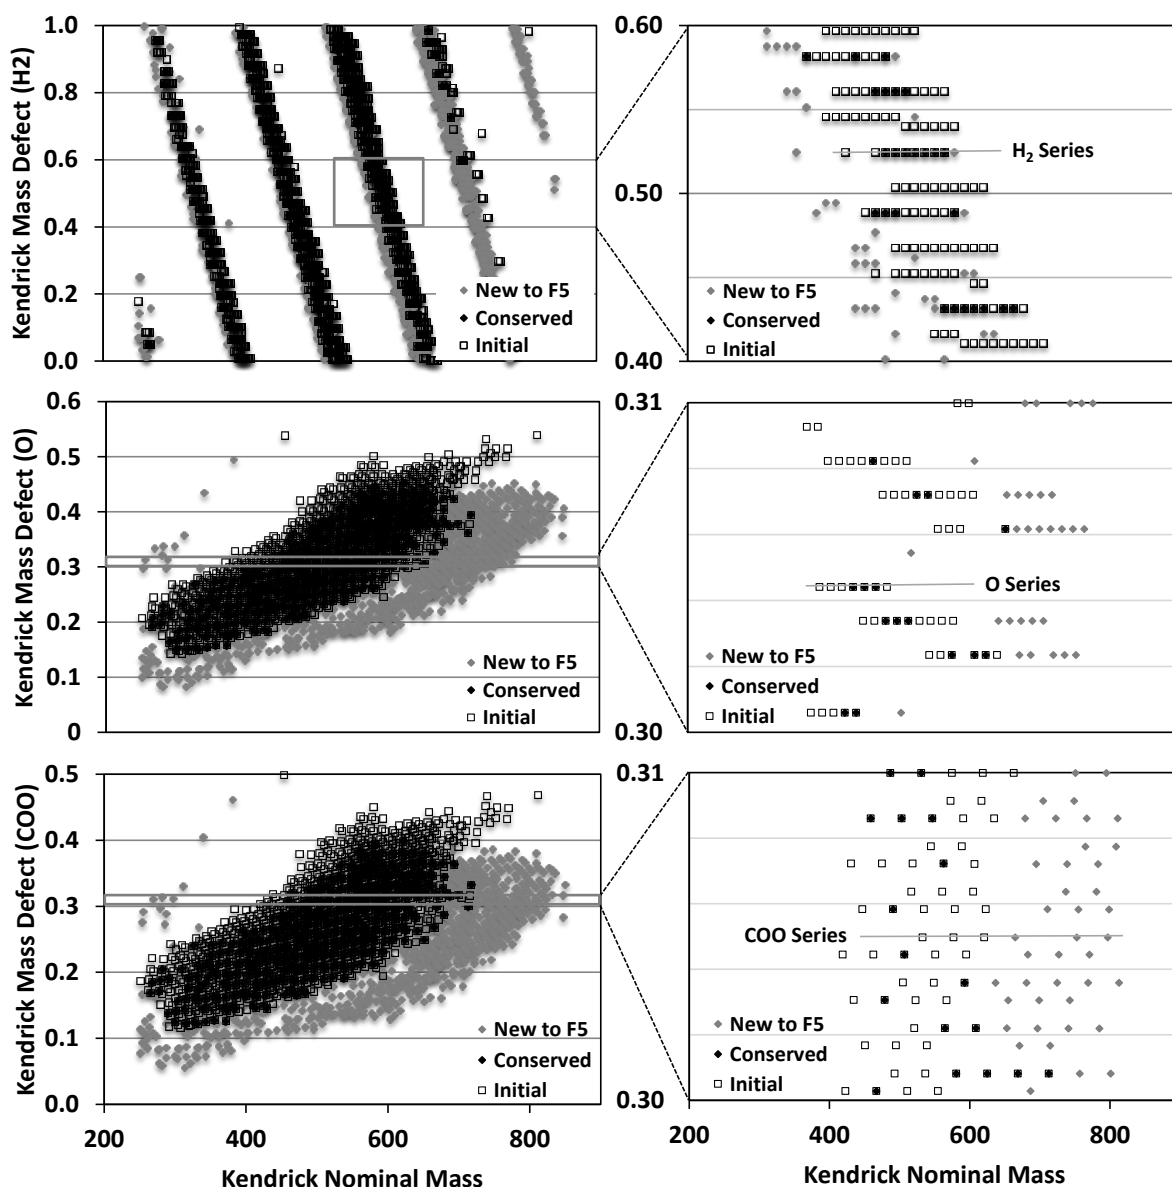 Kendrick Mass Defect (H2)
1.0
0.8
0.6
0.4
0.2
0.0
New to F5
Conserved
Initial
0.60
0.50
0.40
H₂ Series
New to F5
Conserved
Initial
Kendrick Mass Defect (O)
0.6
0.5
0.4
0.3
0.2
0.1
0
New to F5
Conserved
Initial
0.31
0.30
O Series
New to F5
Conserved
Initial
Kendrick Mass Defect (COO)
0.5
0.4
0.3
0.2
0.1
0.0
New to F5
Conserved
Initial
200 400 600 800
Kendrick Nominal Mass
0.31
0.30
COO Series
New to F5
Conserved
Initial
200 400 600 800
Kendrick Nominal Mass